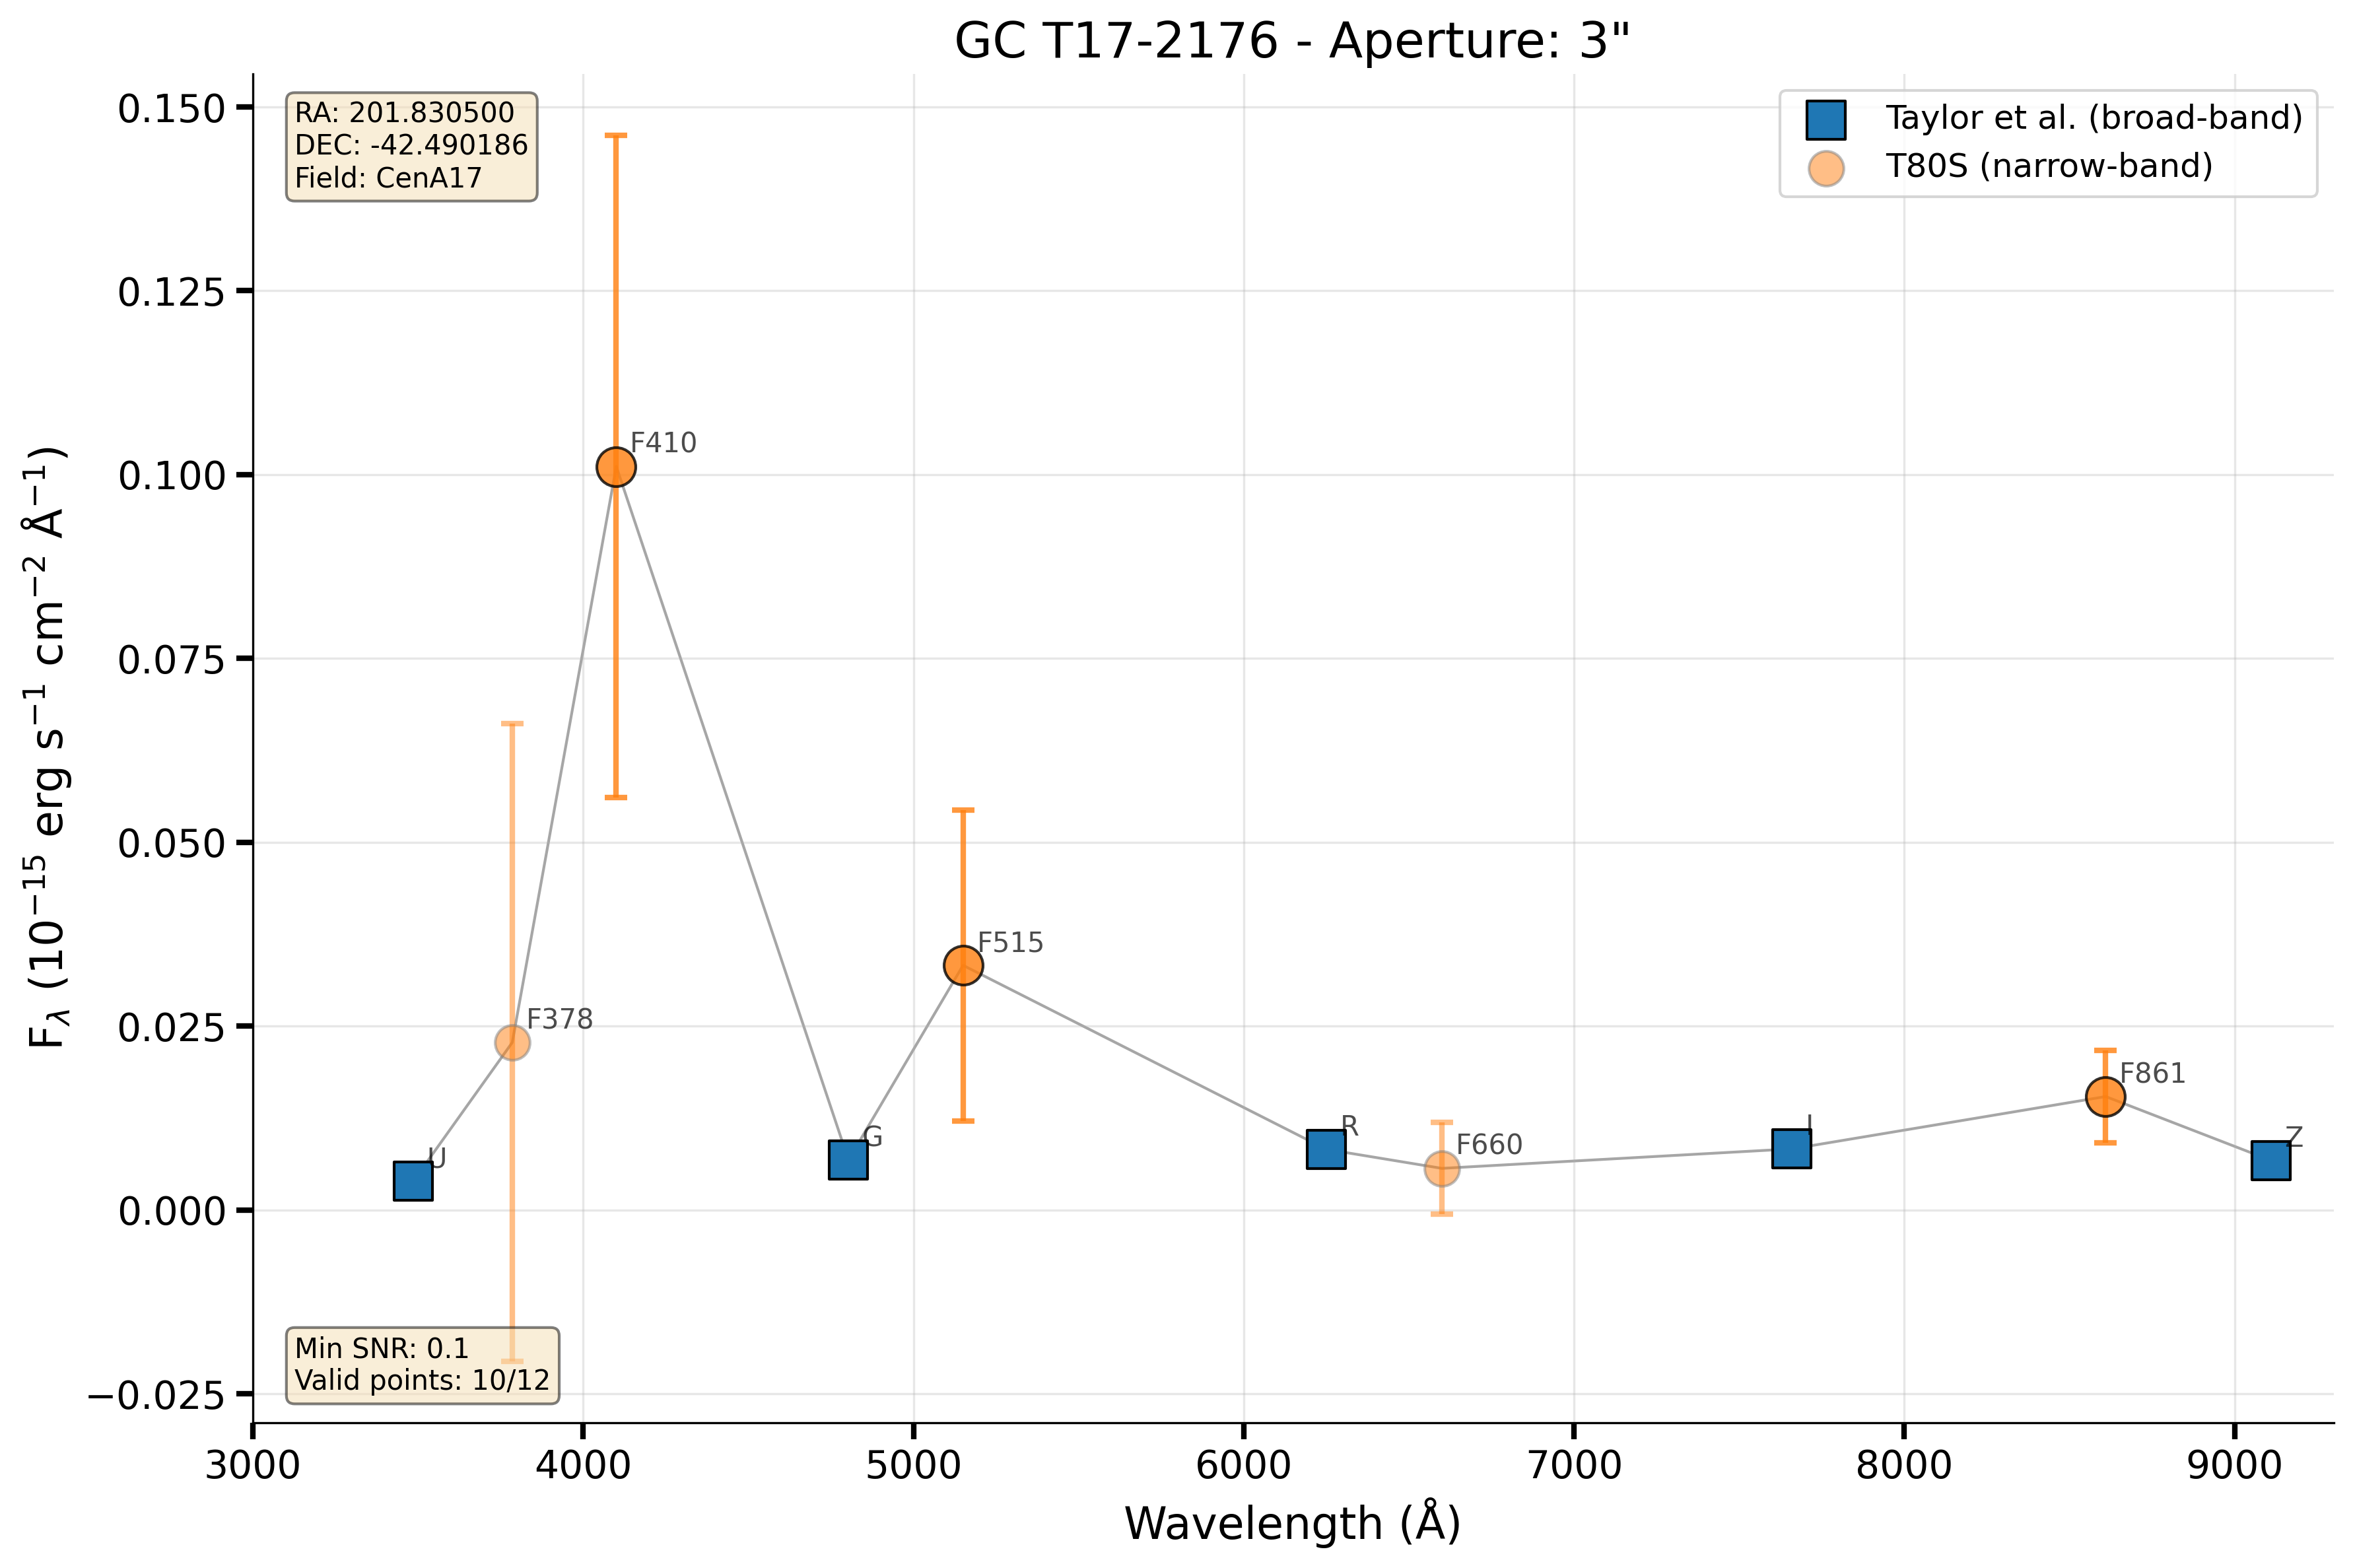 GC T17-2176 - Aperture: 3"
RA: 201.830500
DEC: -42.490186
Field: CenA17
Taylor et al. (broad-band)
T80S (narrow-band)
0.150
0.125
0.100
0.075
0.050
0.025
0.000
−0.025
F_λ (10⁻¹⁵ erg s⁻¹ cm⁻² Å⁻¹)
U
F378
F410
G
F515
R
F660
I
F861
Z
Min SNR: 0.1
Valid points: 10/12
3000 4000 5000 6000 7000 8000 9000
Wavelength (Å)